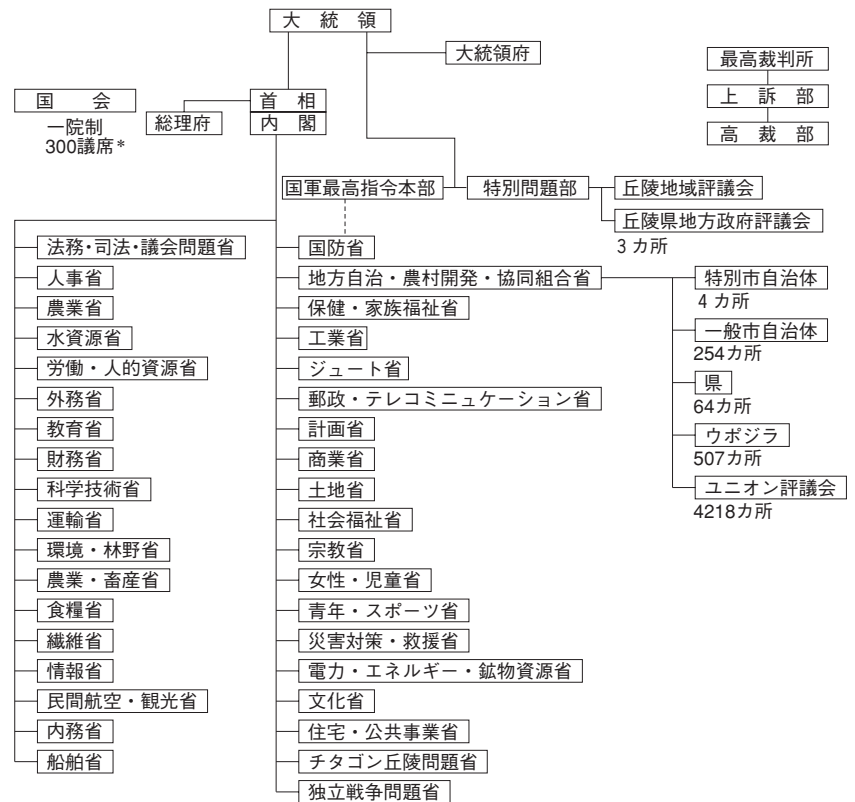 大統領
大統領府
最高裁判所
上訴部
高裁部
国会
一院制
300議席*
総理府
首相
内閣
国軍最高指令本部
特別問題部
丘陵地域評議会
丘陵県地方政府評議会
3カ所
法務・司法・議会問題省
人事省
農業省
水資源省
労働・人的資源省
外務省
教育省
財務省
科学技術省
運輸省
環境・林野省
農業・畜産省
食糧省
繊維省
情報省
民間航空・観光省
内務省
船舶省
国防省
地方自治・農村開発・協同組合省
保健・家族福祉省
工業省
ジュート省
郵政・テレコミュニケーション省
計画省
商業省
土地省
社会福祉省
宗教省
女性・児童省
青年・スポーツ省
災害対策・救援省
電力・エネルギー・鉱物資源省
文化省
住宅・公共事業省
チタゴン丘陵問題省
独立戦争問題省
特別市自治体
4カ所
一般市自治体
254カ所
県
64カ所
ウポジラ
507カ所
ユニオン評議会
4218カ所